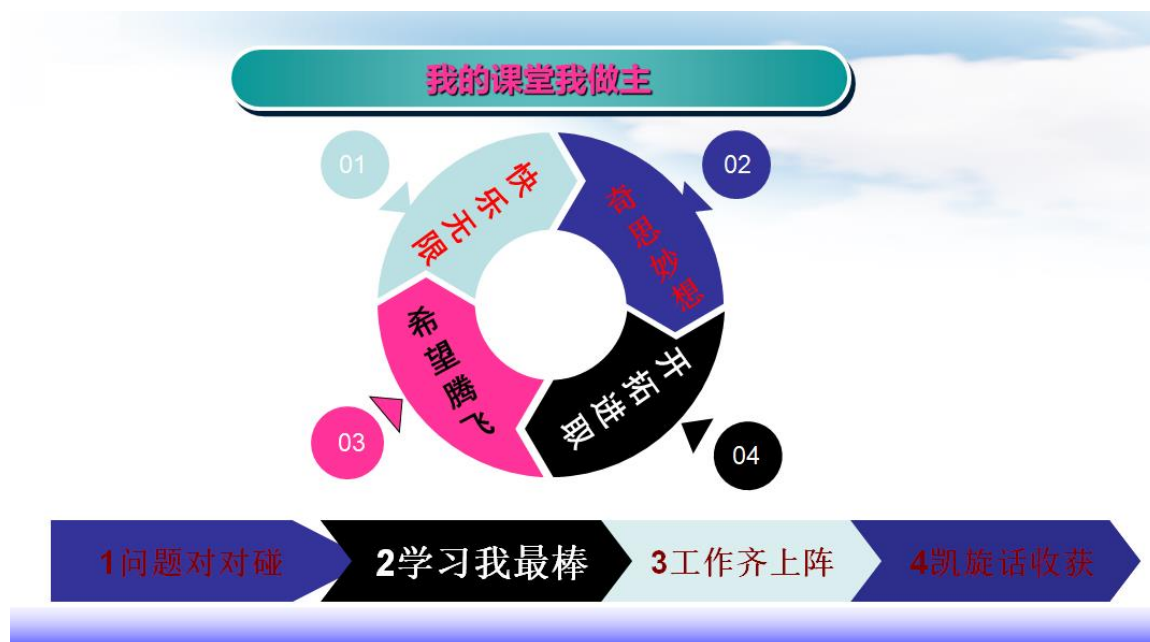 我的课堂我做主
01
快乐无限
02
奇思妙想
03
希望腾飞
04
开拓进取
1问题对对碰
2学习我最棒
3工作齐上阵
4凯旋话收获